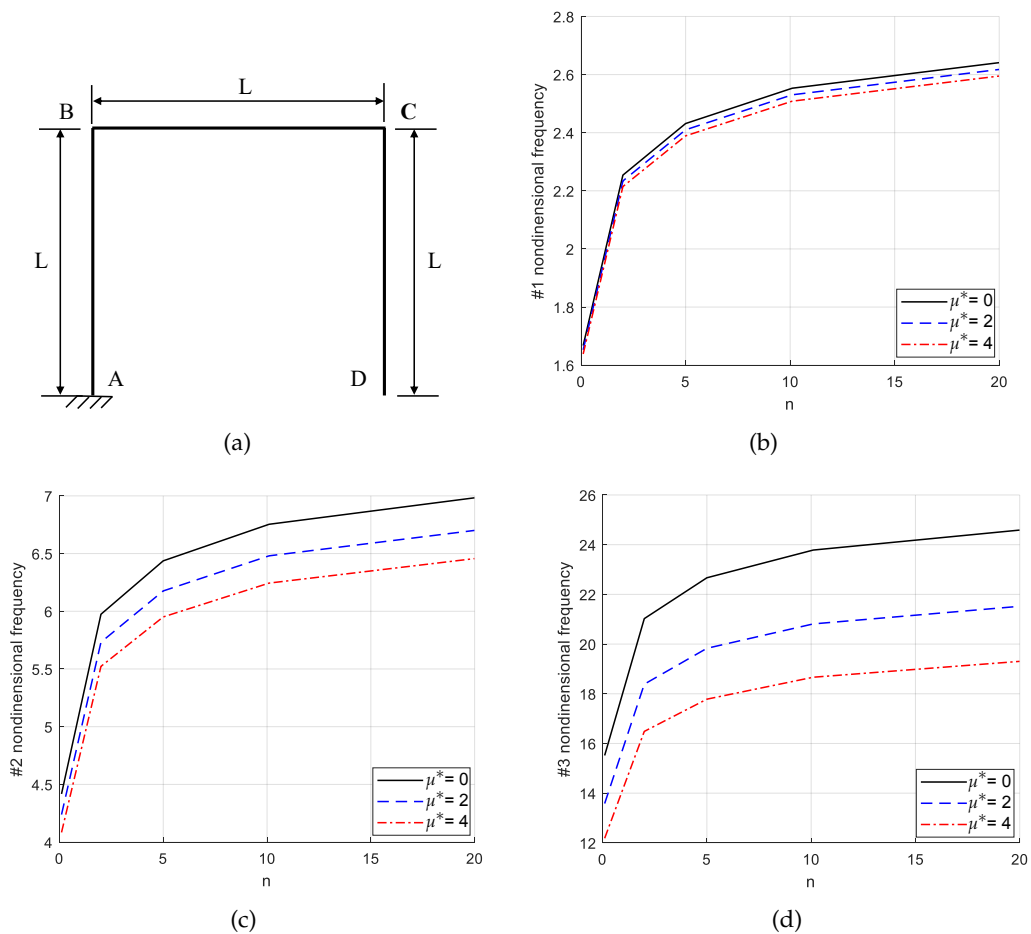 L
B
C
L
L
A
D
(a)
#1 nondinensional frequency
2.8
2.6
2.4
2.2
2
1.8
1.6
0
5
10
15
20
n
μ*= 0
μ*= 2
μ*= 4
(b)
#2 nondinensional frequency
7
6.5
6
5.5
5
4.5
4
0
5
10
15
20
n
μ*= 0
μ*= 2
μ*= 4
(c)
#3 nondinensional frequency
26
24
22
20
18
16
14
12
0
5
10
15
20
n
μ*= 0
μ*= 2
μ*= 4
(d)